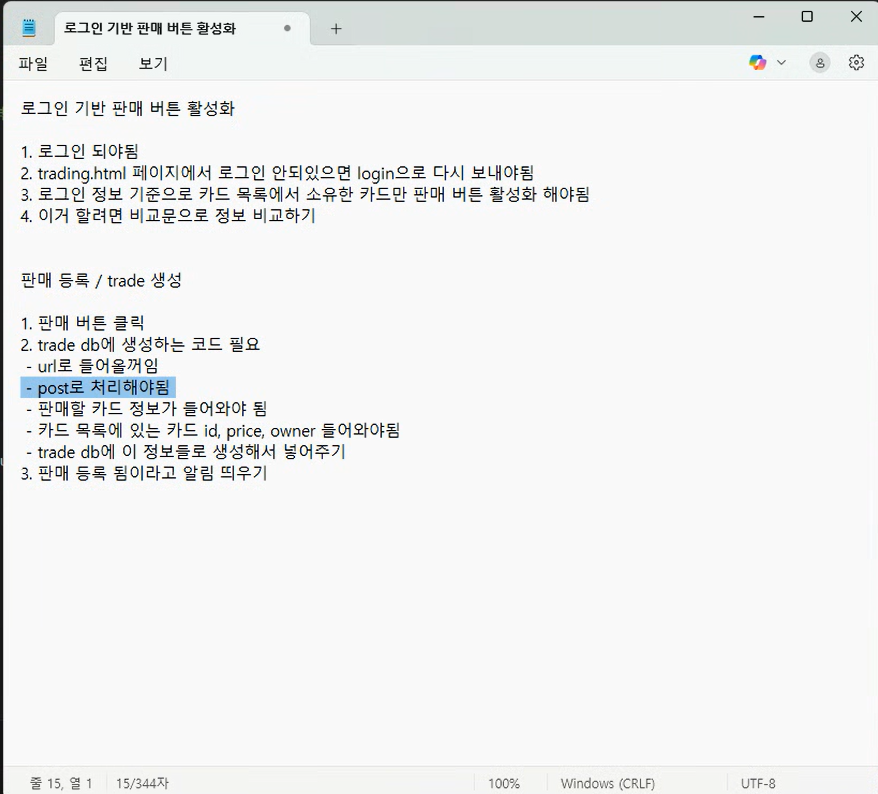 로그인 기반 판매 버튼 활성화
파일 편집 보기
로그인 기반 판매 버튼 활성화
1. 로그인 되야됨
2. trading.html 페이지에서 로그인 안되있으면 login으로 다시 보내야됨
3. 로그인 정보 기준으로 카드 목록에서 소유한 카드만 판매 버튼 활성화 해야됨
4. 이거 할려면 비교문으로 정보 비교하기
판매 등록 / trade 생성
1. 판매 버튼 클릭
2. trade db에 생성하는 코드 필요
- url로 들어올꺼임
- post로 처리해야됨
- 판매할 카드 정보가 들어와야 됨
- 카드 목록에 있는 카드 id, price, owner 들어와야됨
- trade db에 이 정보들로 생성해서 넣어주기
3. 판매 등록 됨이라고 알림 띄우기
줄 15, 열 1 15/344자 100% Windows (CRLF) UTF-8